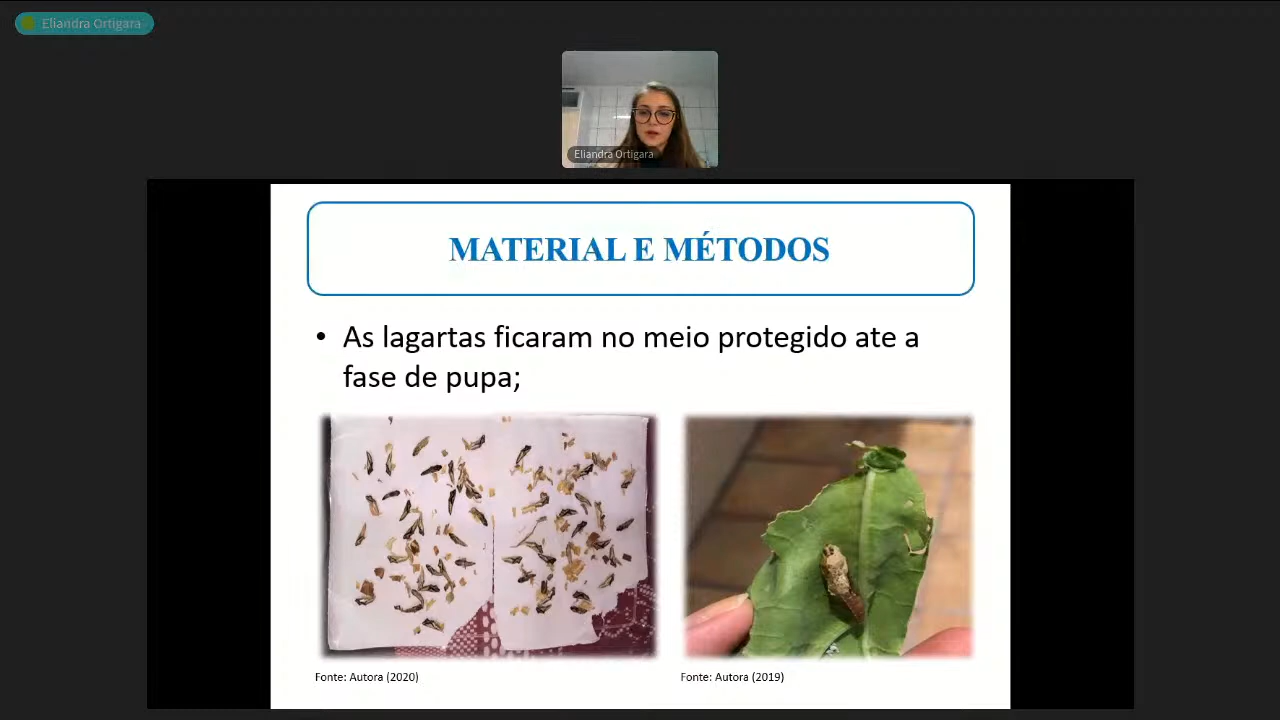 Eliandra Ortigara
Eliandra Ortigara
MATERIAL E MÉTODOS
• As lagartas ficaram no meio protegido ate a
fase de pupa;
Fonte: Autora (2020)
Fonte: Autora (2019)